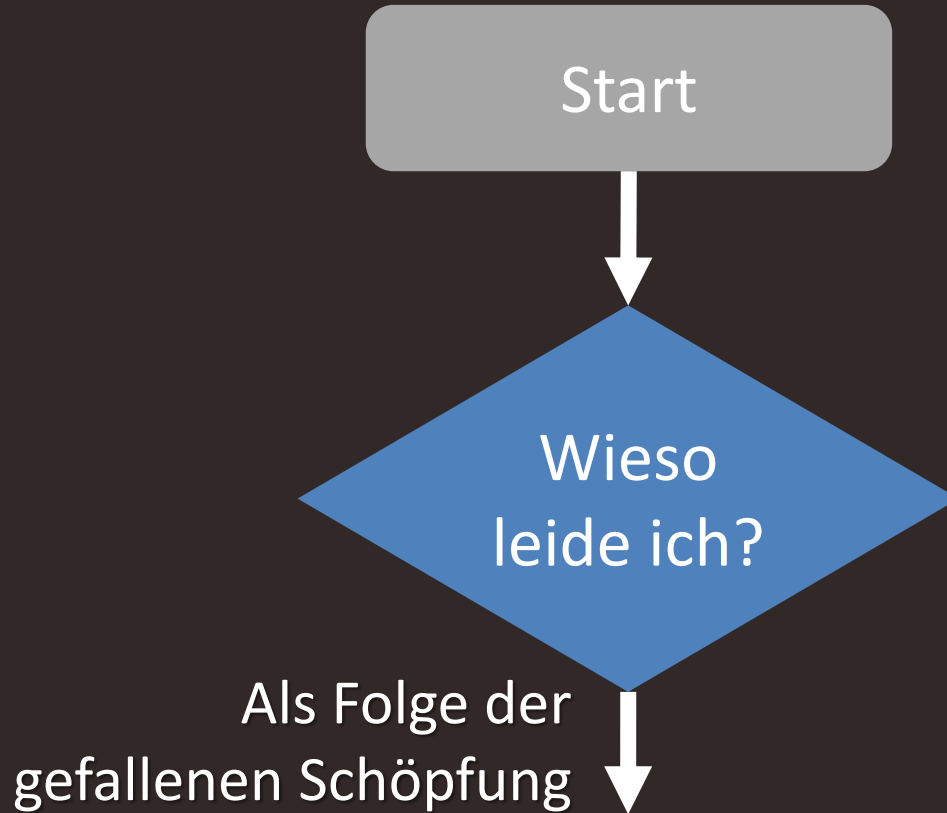 Start
Wieso
leide ich?
Als Folge der
gefallenen Schöpfung